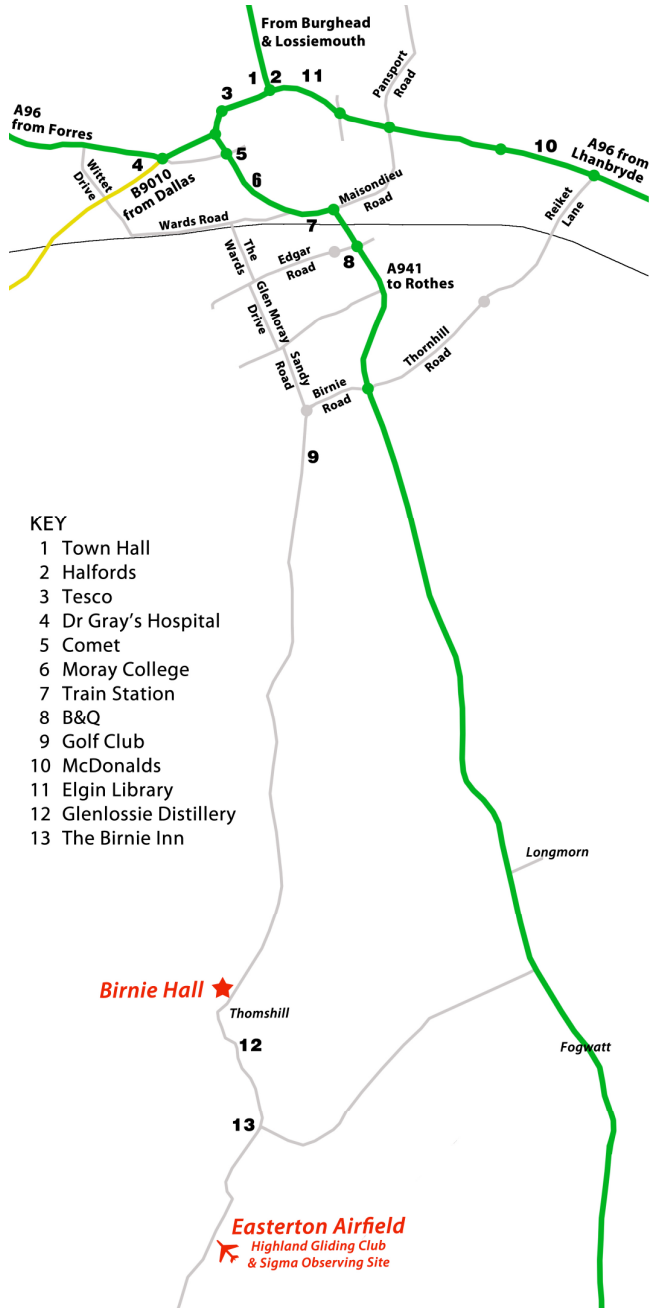 From Burghead
& Lossiemouth
1
2
11
3
Pansport
Road
A96
from Forres
10
A96 from
Lhanbryde
4
5
B9010
from Dallas
Wittet
Drive
6
Maisondieu
Road
Reiket
Lane
Wards Road
7
The
Wards
Edgar
Road
8
A941
to Rothes
Glen Moray
Drive
Sandy
Road
Birnie
Road
Thornhill
Road
9
KEY
1 Town Hall
2 Halfords
3 Tesco
4 Dr Gray's Hospital
5 Comet
6 Moray College
7 Train Station
8 B&Q
9 Golf Club
10 McDonalds
11 Elgin Library
12 Glenlossie Distillery
13 The Birnie Inn
Longmorn
Birnie Hall
Thomshill
12
Fogwatt
13
Easterton Airfield
Highland Gliding Club
& Sigma Observing Site